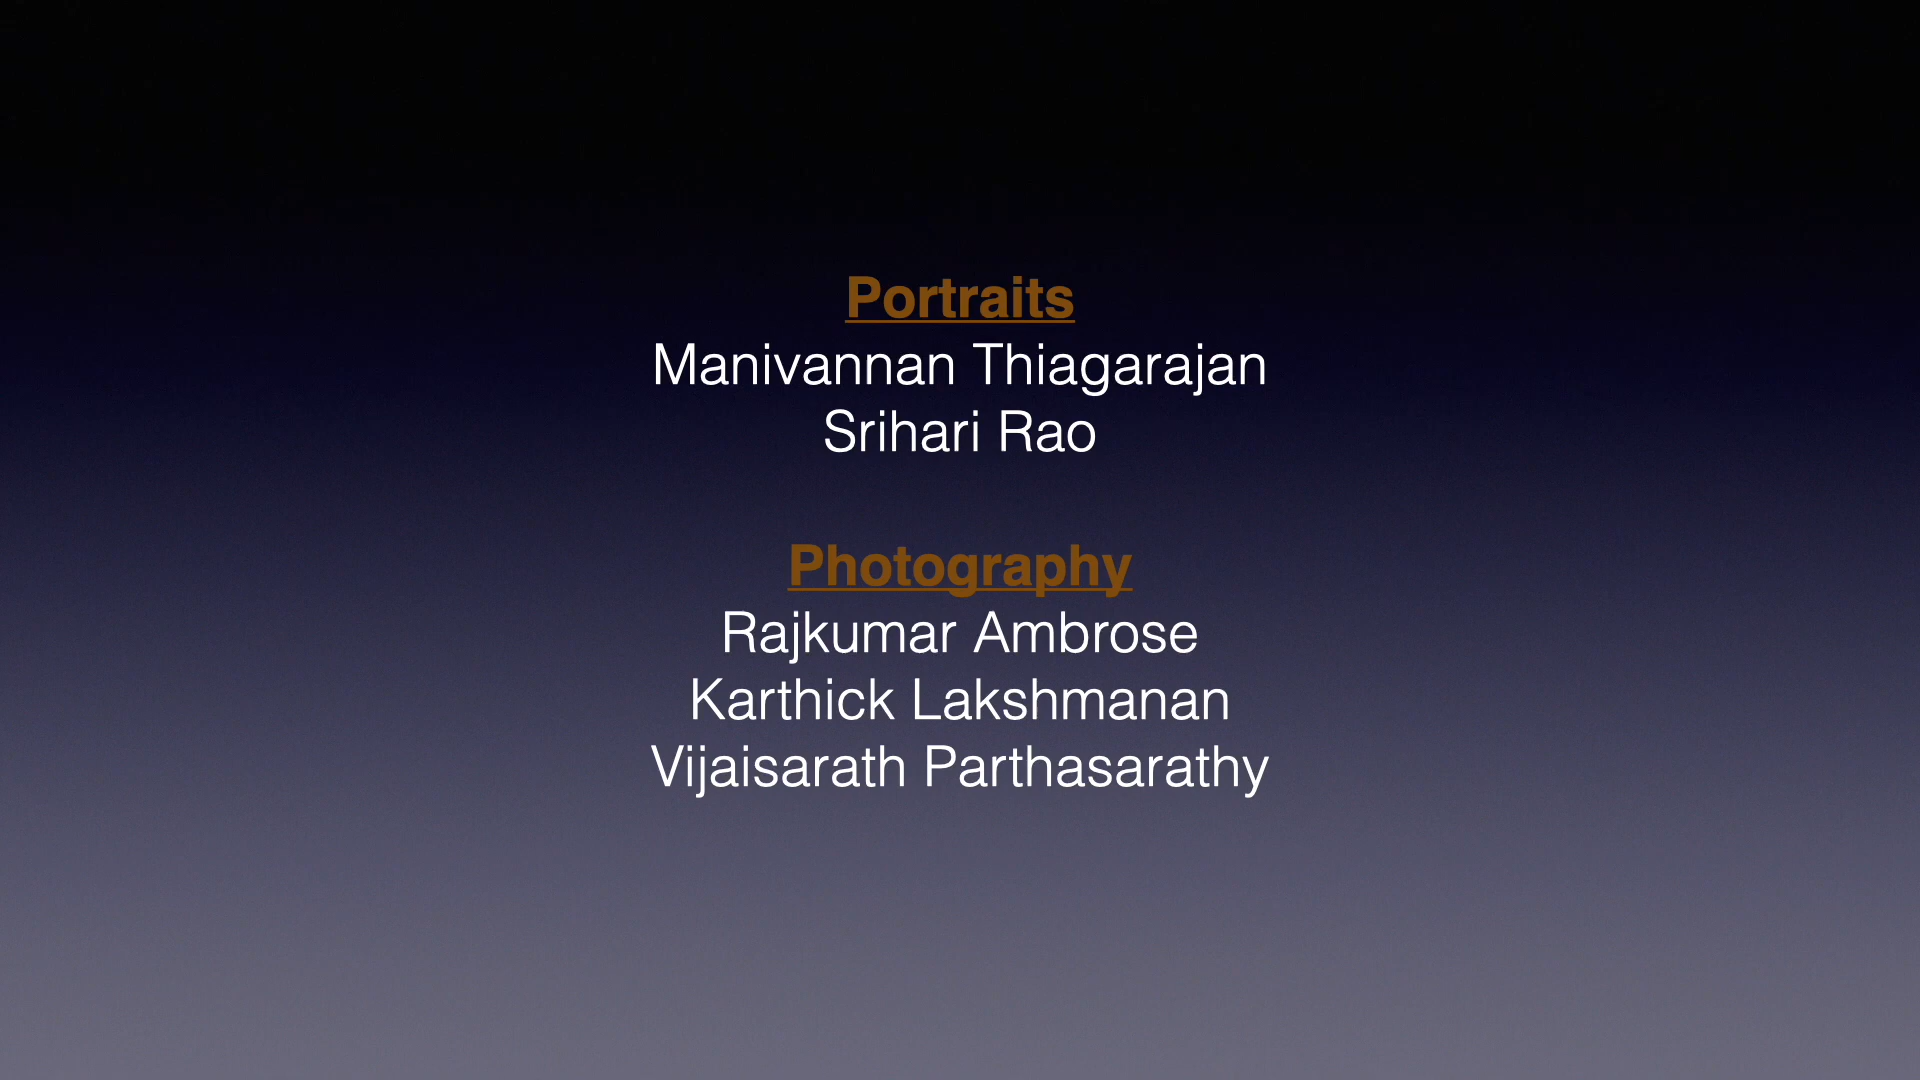 Portraits
Manivannan Thiagarajan
Srihari Rao
Photography
Rajkumar Ambrose
Karthick Lakshmanan
Vijaisarath Parthasarathy